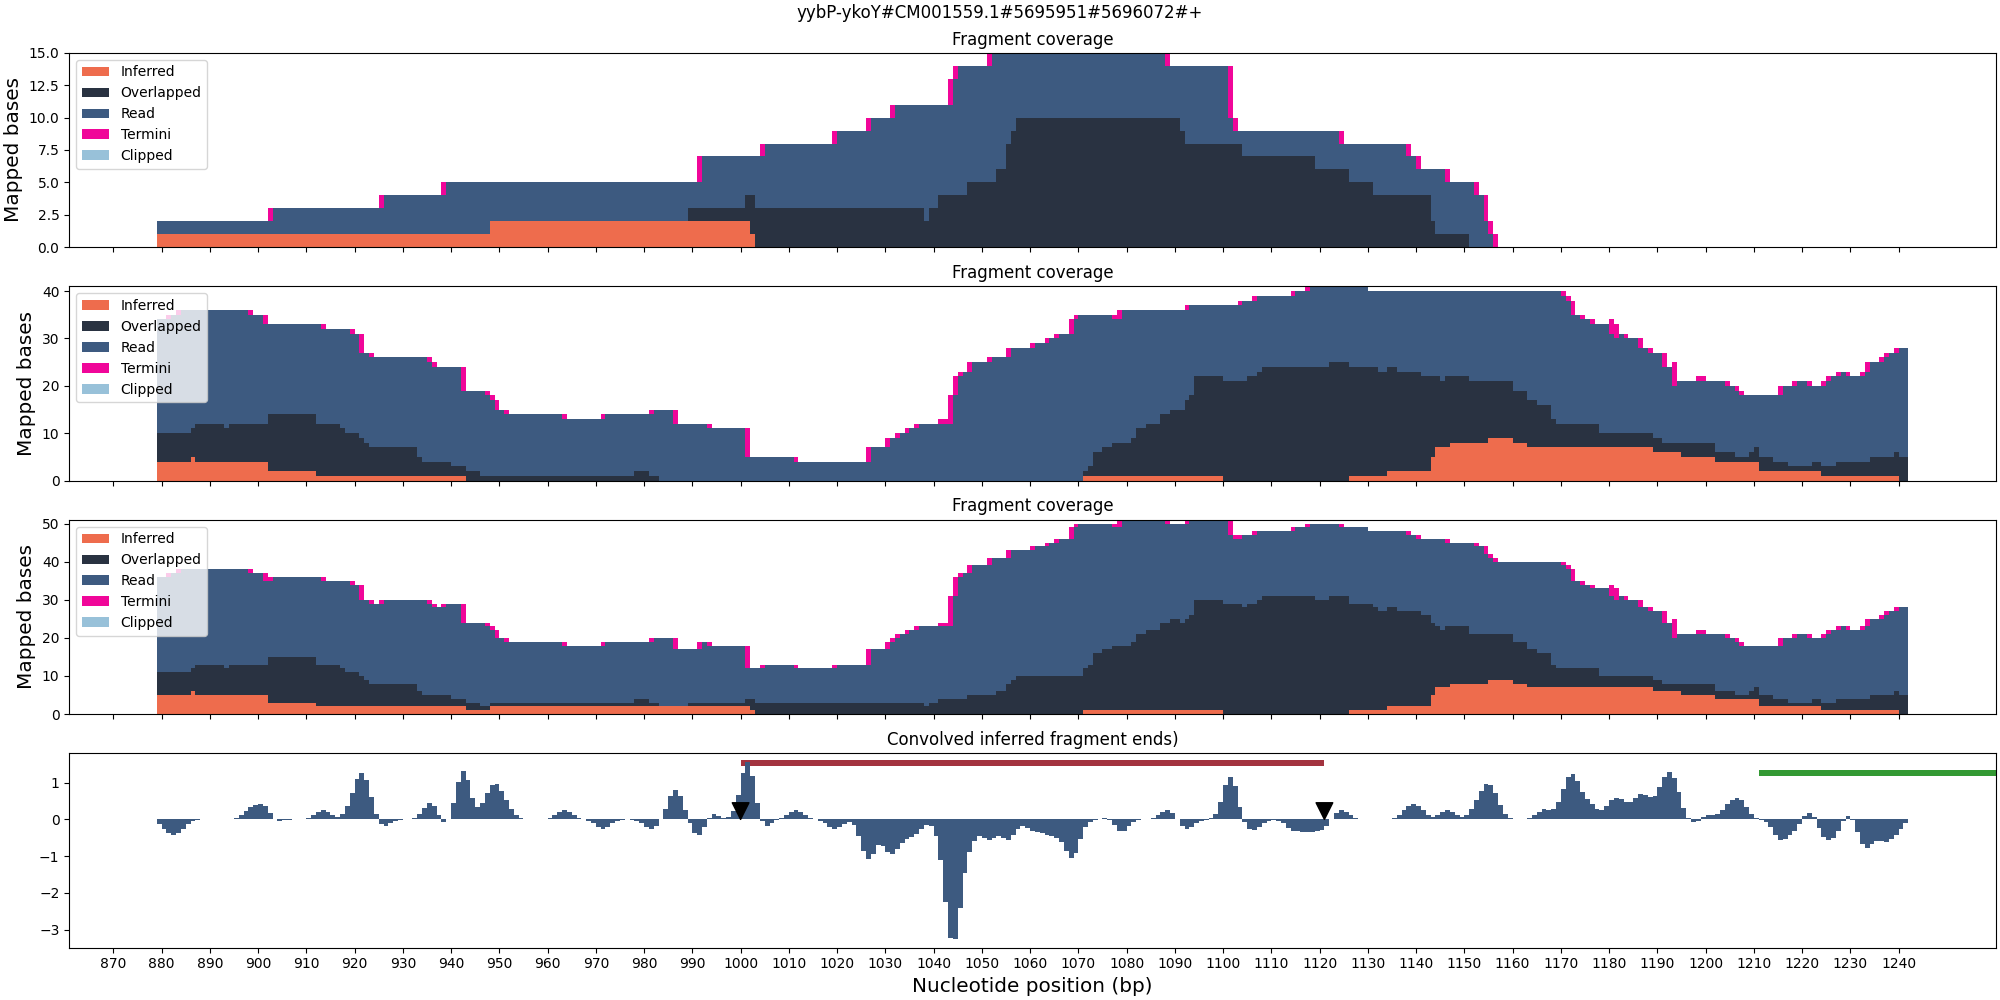 yybP-ykoY#CM001559.1#5695951#5696072#+
Fragment coverage
15.0
12.5
10.0
7.5
5.0
2.5
0.0
Mapped bases
Inferred
Overlapped
Read
Termini
Clipped
Fragment coverage
40
30
20
10
0
Mapped bases
Inferred
Overlapped
Read
Termini
Clipped
Fragment coverage
50
40
30
20
10
0
Mapped bases
Inferred
Overlapped
Read
Termini
Clipped
Convolved inferred fragment ends)
1
0
−1
−2
−3
870 880 890 900 910 920 930 940 950 960 970 980 990 1000 1010 1020 1030 1040 1050 1060 1070 1080 1090 1100 1110 1120 1130 1140 1150 1160 1170 1180 1190 1200 1210 1220 1230 1240
Nucleotide position (bp)